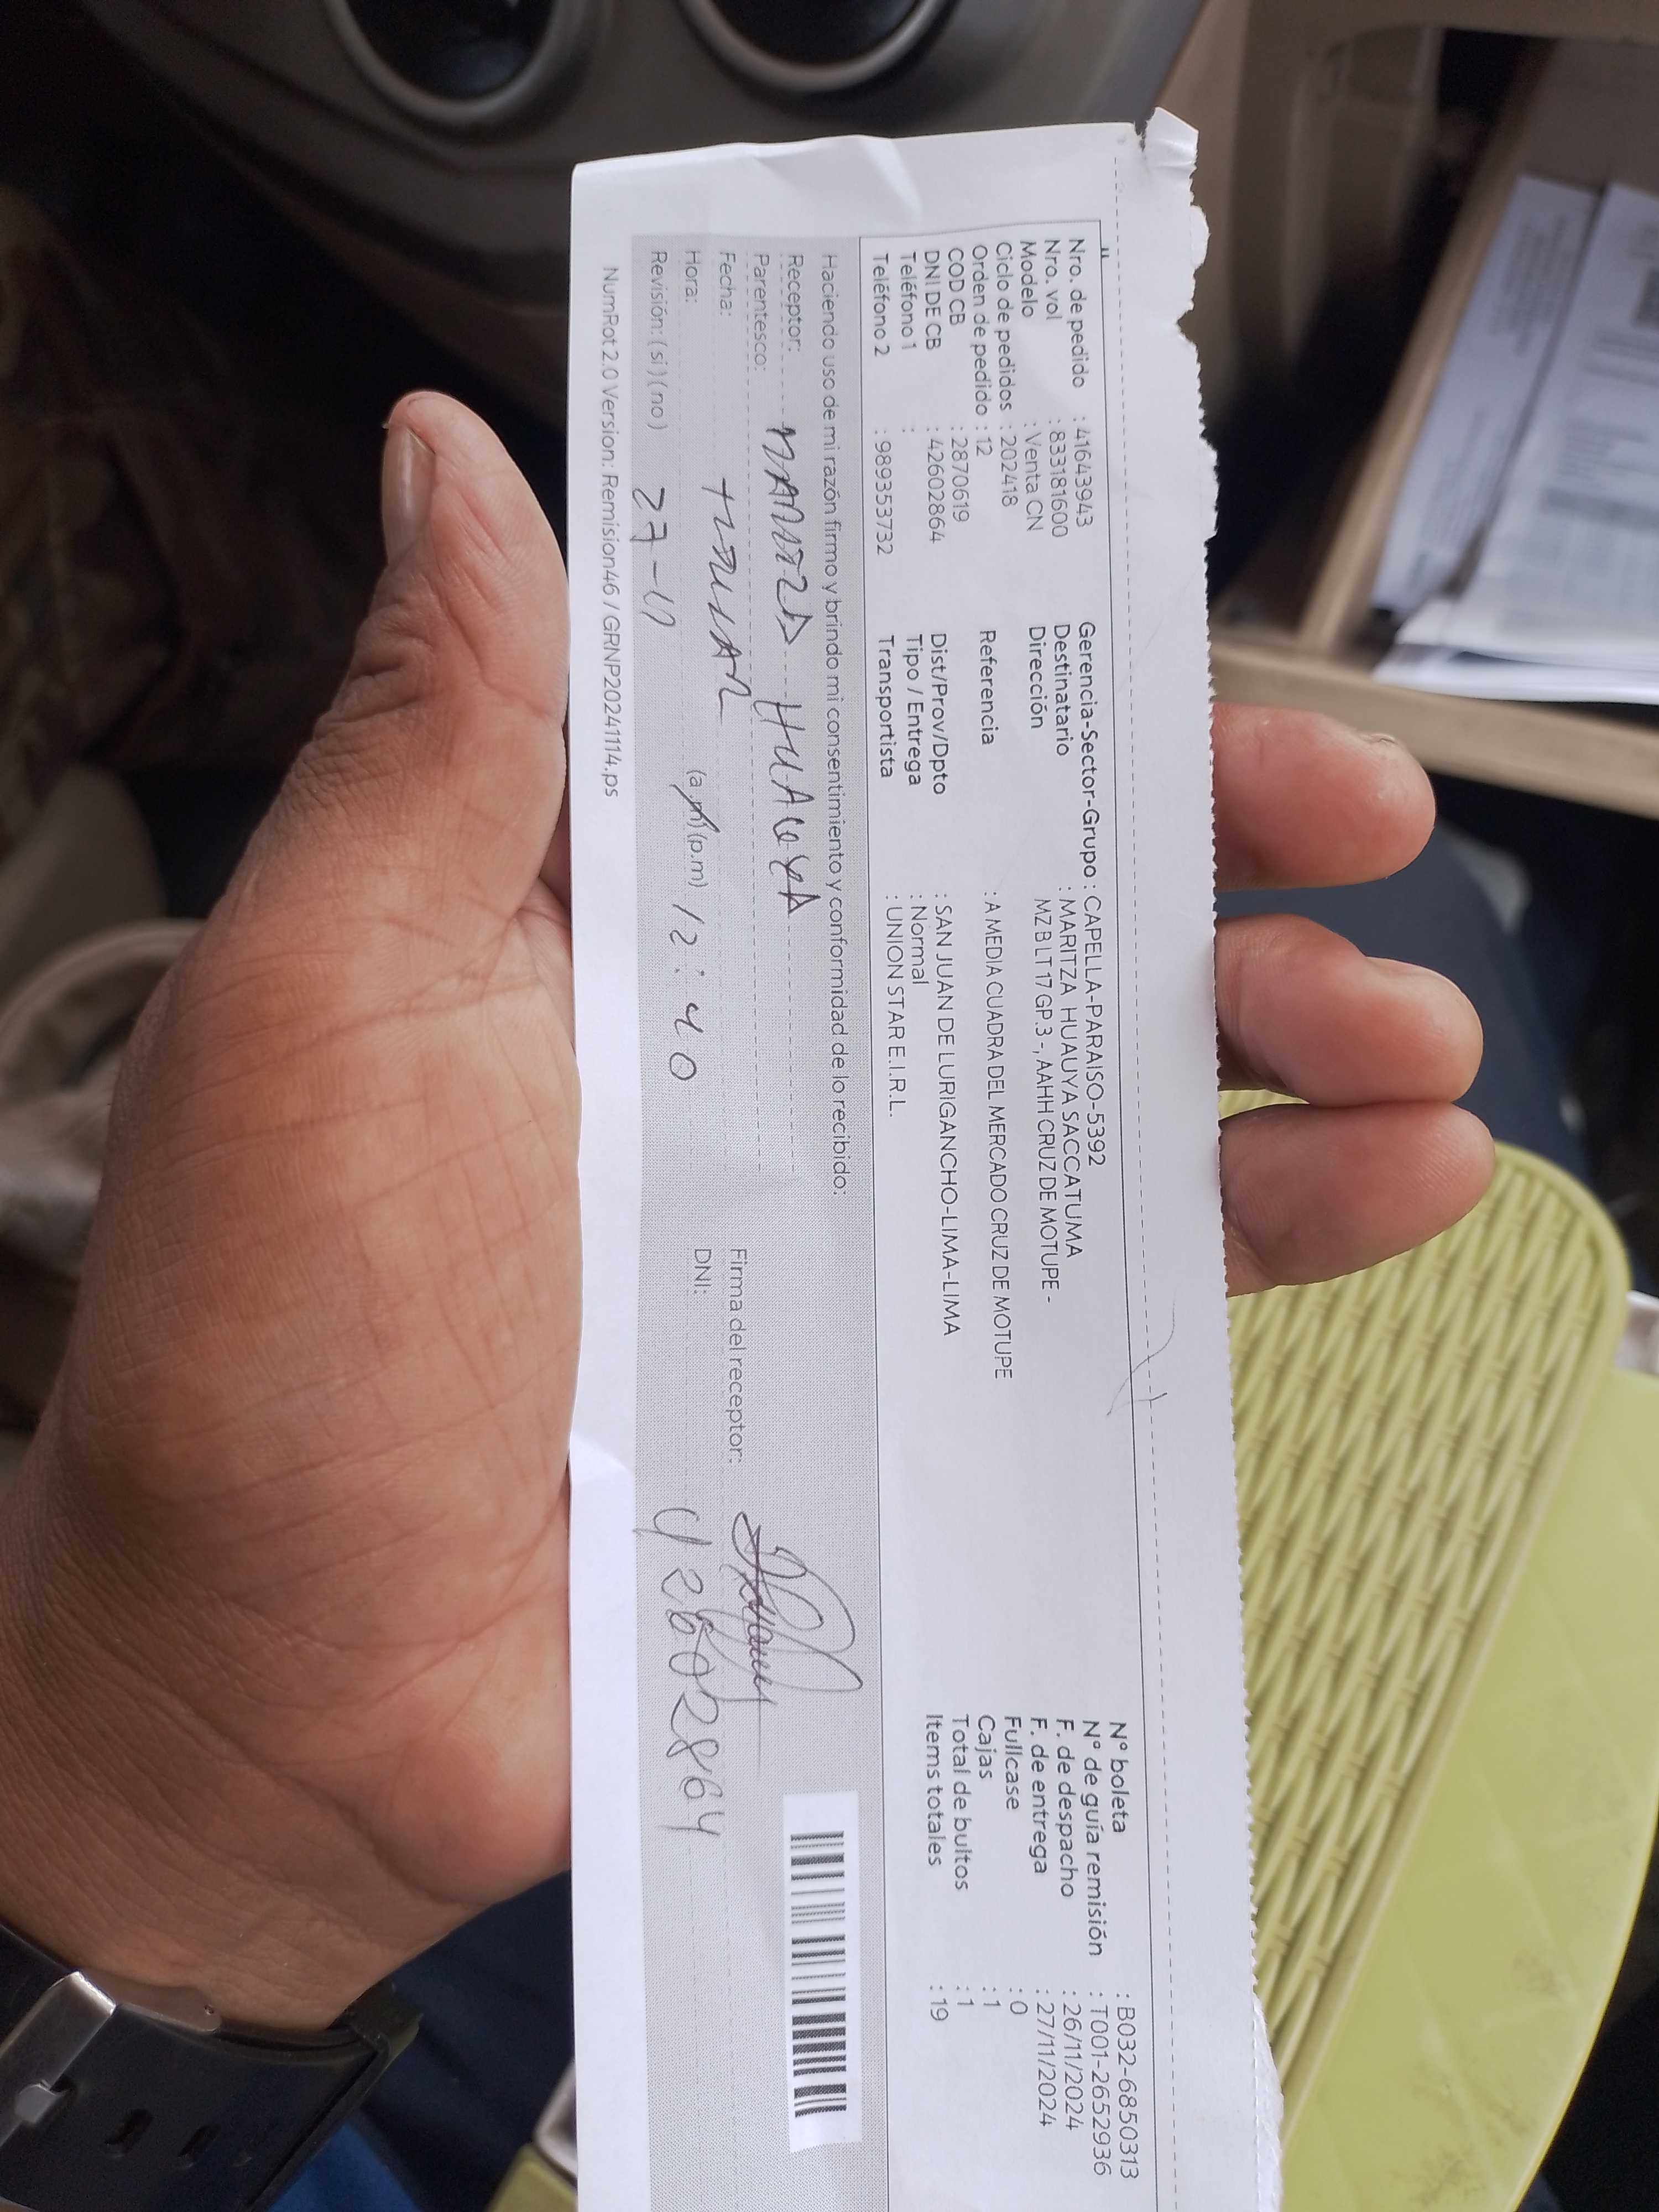 Nro. de pedido : 41643943
Nro. vol : 833181600
Modelo : Venta CN
Ciclo de pedidos : 202418
Orden de pedido : 12
COD CB : 2870619
DNI DE CB : 42602864
Teléfono 1 :
Teléfono 2 : 989353732
Gerencia-Sector-Grupo : CAPELLA-PARAISO-5392
Destinatario : MARITZA HUAUYA SACCATUMA
Dirección MZ B LT 17 GP.3 -, AAHH CRUZ DE MOTUPE -
Referencia : A MEDIA CUADRA DEL MERCADO CRUZ DE MOTUPE
Dist/Prov/Dpto : SAN JUAN DE LURIGANCHO-LIMA-LIMA
Tipo / Entrega : Normal
Transportista : UNION STAR E.I.R.L.
N° boleta : B032-6850313
N° de guía remisión : T001-2652936
F. de despacho : 26/11/2024
F. de entrega : 27/11/2024
Fullcase : 0
Cajas : 1
Total de bultos : 1
Items totales : 19
Haciendo uso de mi razón firmo y brindo mi consentimiento y conformidad de lo recibido:
Receptor: HUAUYA
Parentesco: TITULAR
Fecha: 27-11
Hora: (a.m) (p.m) 12:40
Revisión: (si) (no)
Firma del receptor:
DNI: 42602864
NumRot 2.0 Version: Remision46 / GRNP20241114.ps